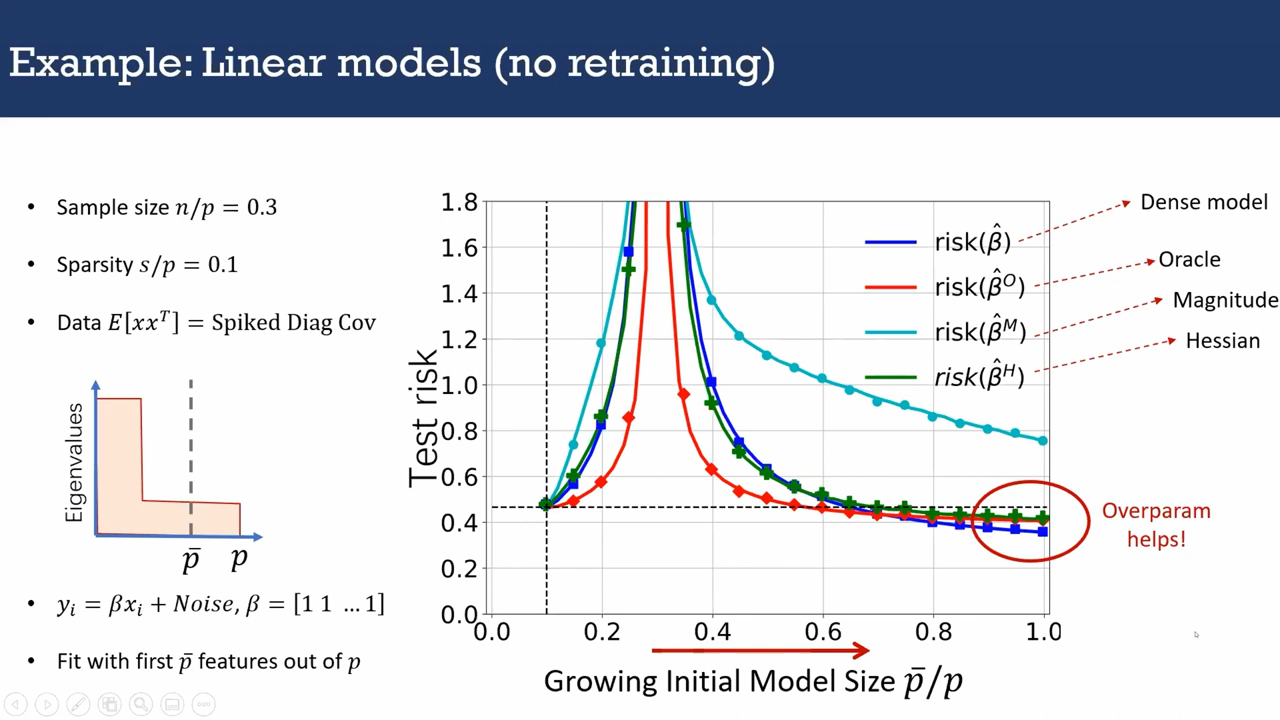 Example: Linear models (no retraining)
• Sample size n/p = 0.3
• Sparsity s/p = 0.1
• Data E[xxᵀ] = Spiked Diag Cov
Eigenvalues
p̄
p
• yᵢ = βxᵢ + Noise, β = [1 1 … 1]
• Fit with first p̄ features out of p
Test risk
1.8
1.6
1.4
1.2
1.0
0.8
0.6
0.4
0.2
0.0
0.0 0.2 0.4 0.6 0.8 1.0
Growing Initial Model Size p̄/p
risk(β̂)
risk(β̂ᴼ)
risk(β̂ᴹ)
risk(β̂ᴴ)
Dense model
Oracle
Magnitude
Hessian
Overparam
helps!